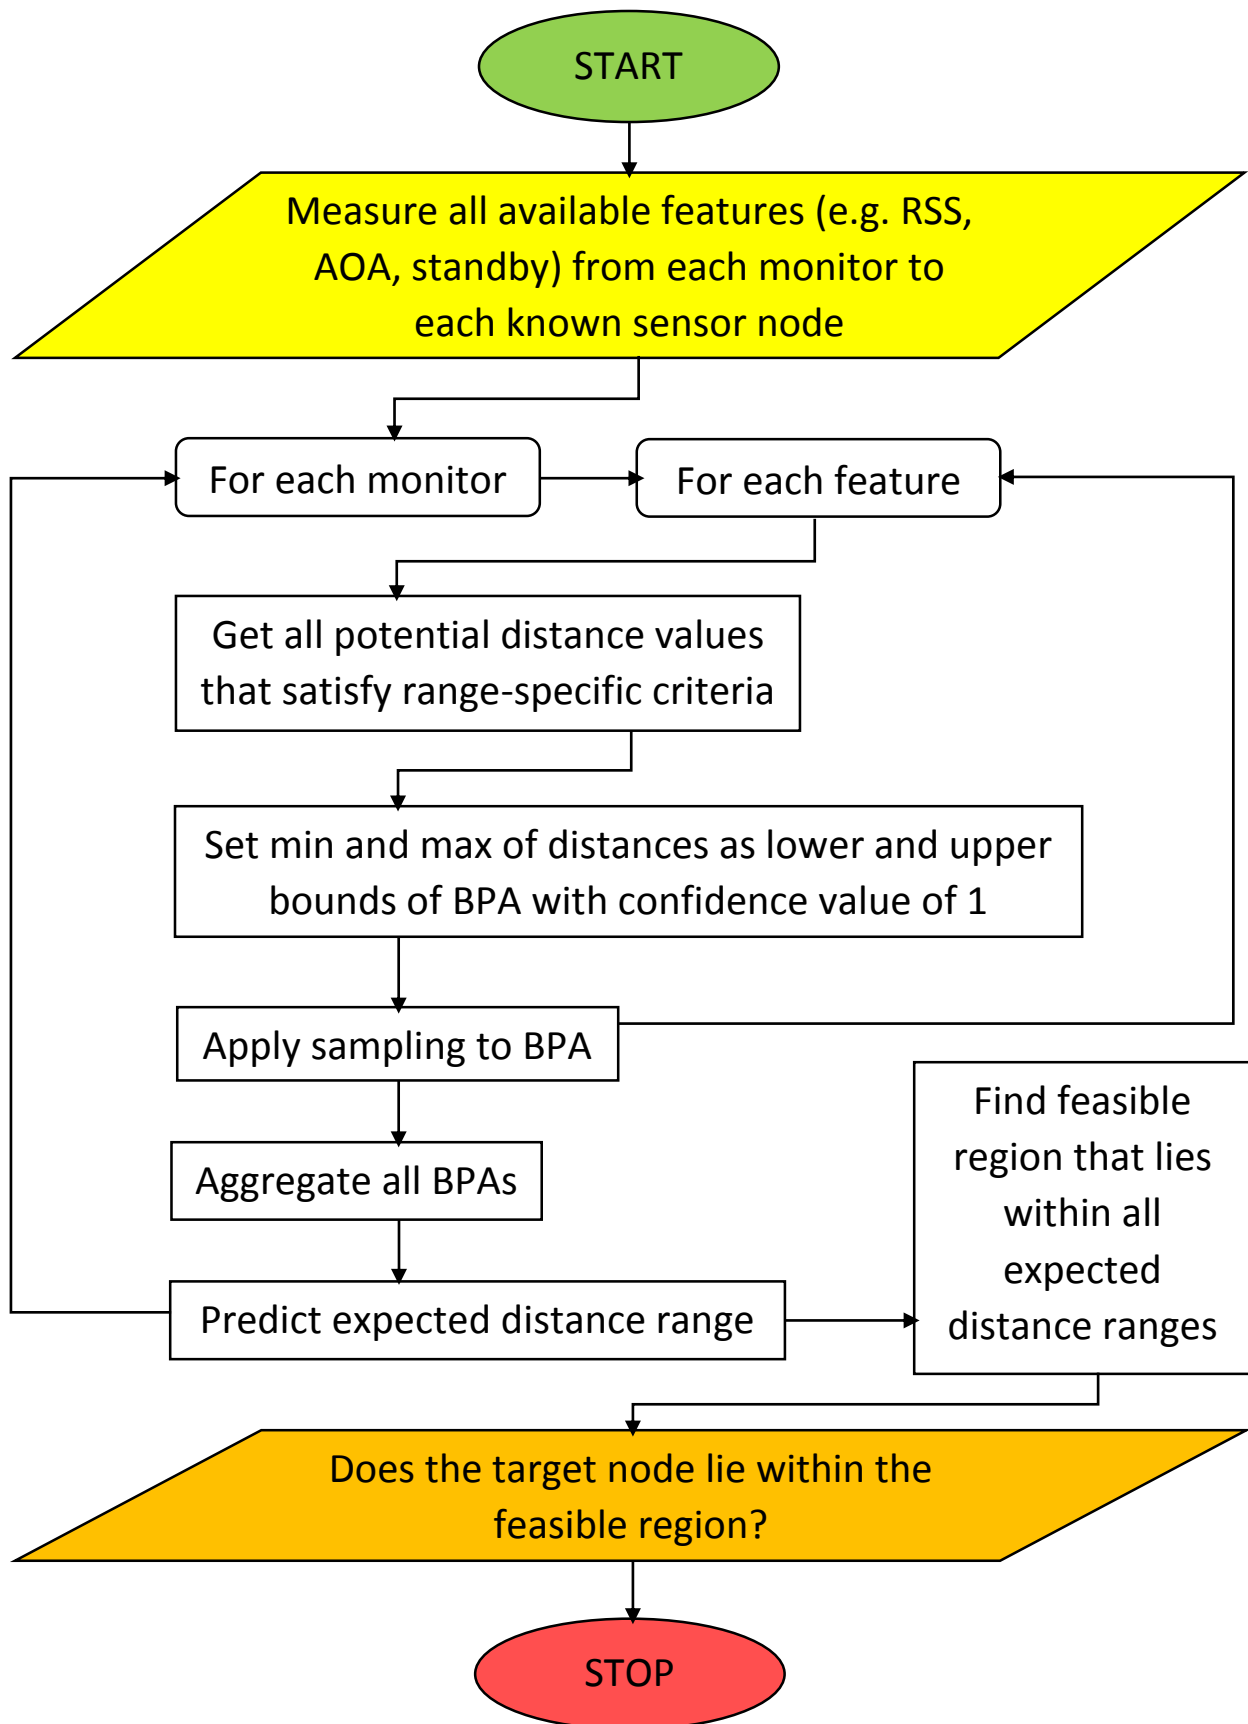 START
Measure all available features (e.g. RSS,
AOA, standby) from each monitor to
each known sensor node
For each monitor
For each feature
Get all potential distance values
that satisfy range-specific criteria
Set min and max of distances as lower and upper
bounds of BPA with confidence value of 1
Apply sampling to BPA
Aggregate all BPAs
Predict expected distance range
Find feasible
region that lies
within all
expected
distance ranges
Does the target node lie within the
feasible region?
STOP